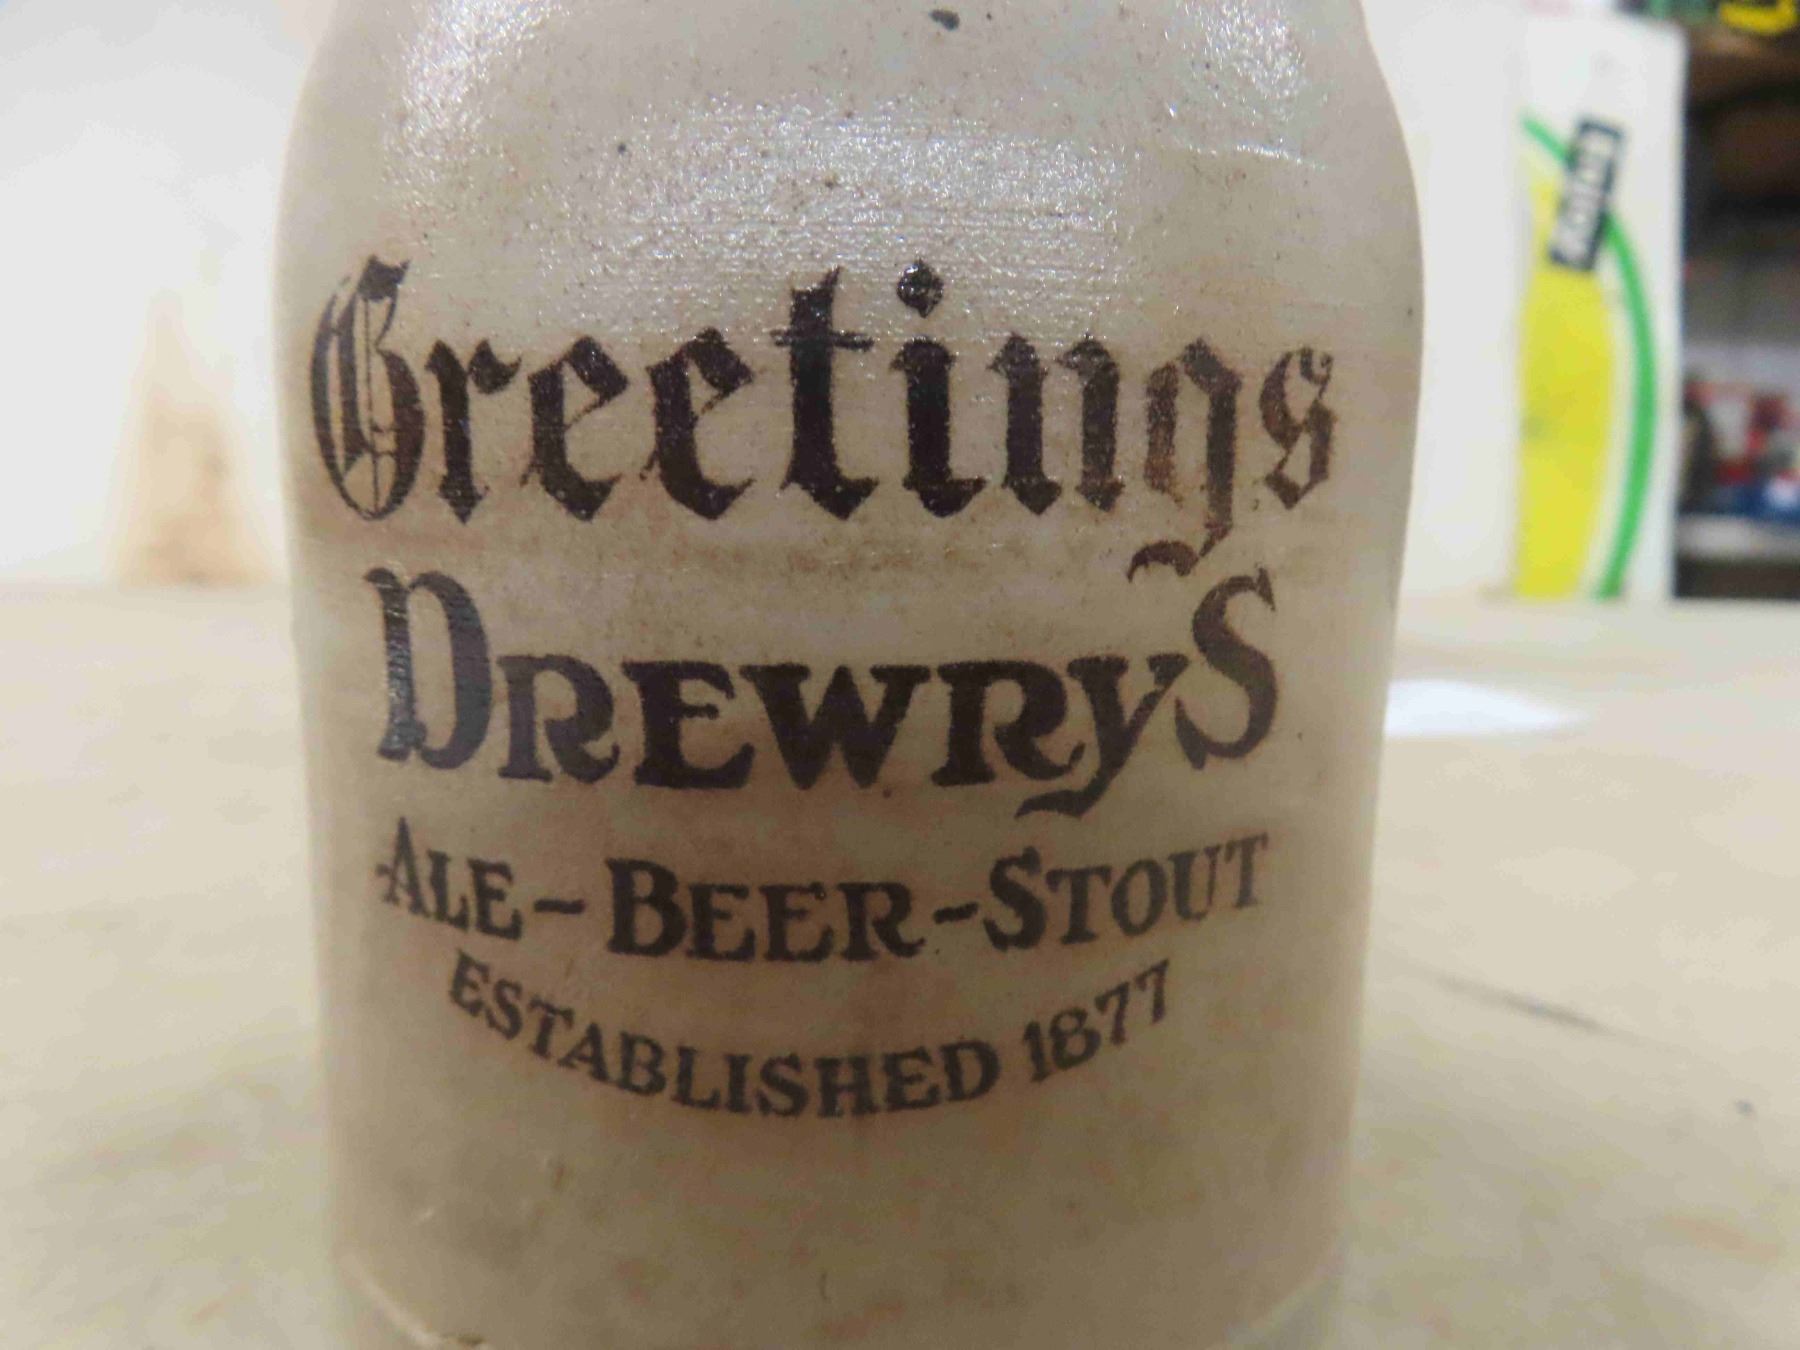 Greetings
DREWRYS
ALE-BEER-STOUT
ESTABLISHED 1877